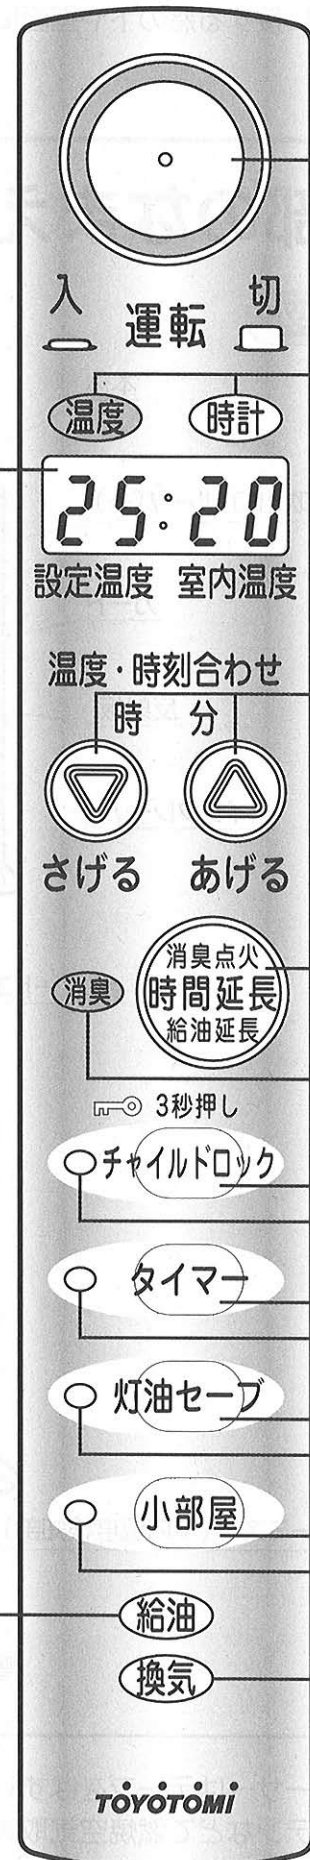 入 切
運転
温度 時計
25:20
設定温度 室内温度
温度・時刻合わせ
時 分
さげる あげる
消臭点火
消臭 時間延長
給油延長
3秒押し
チャイルドロック
タイマー
灯油セーブ
小部屋
給油
換気
TOYOTOMI